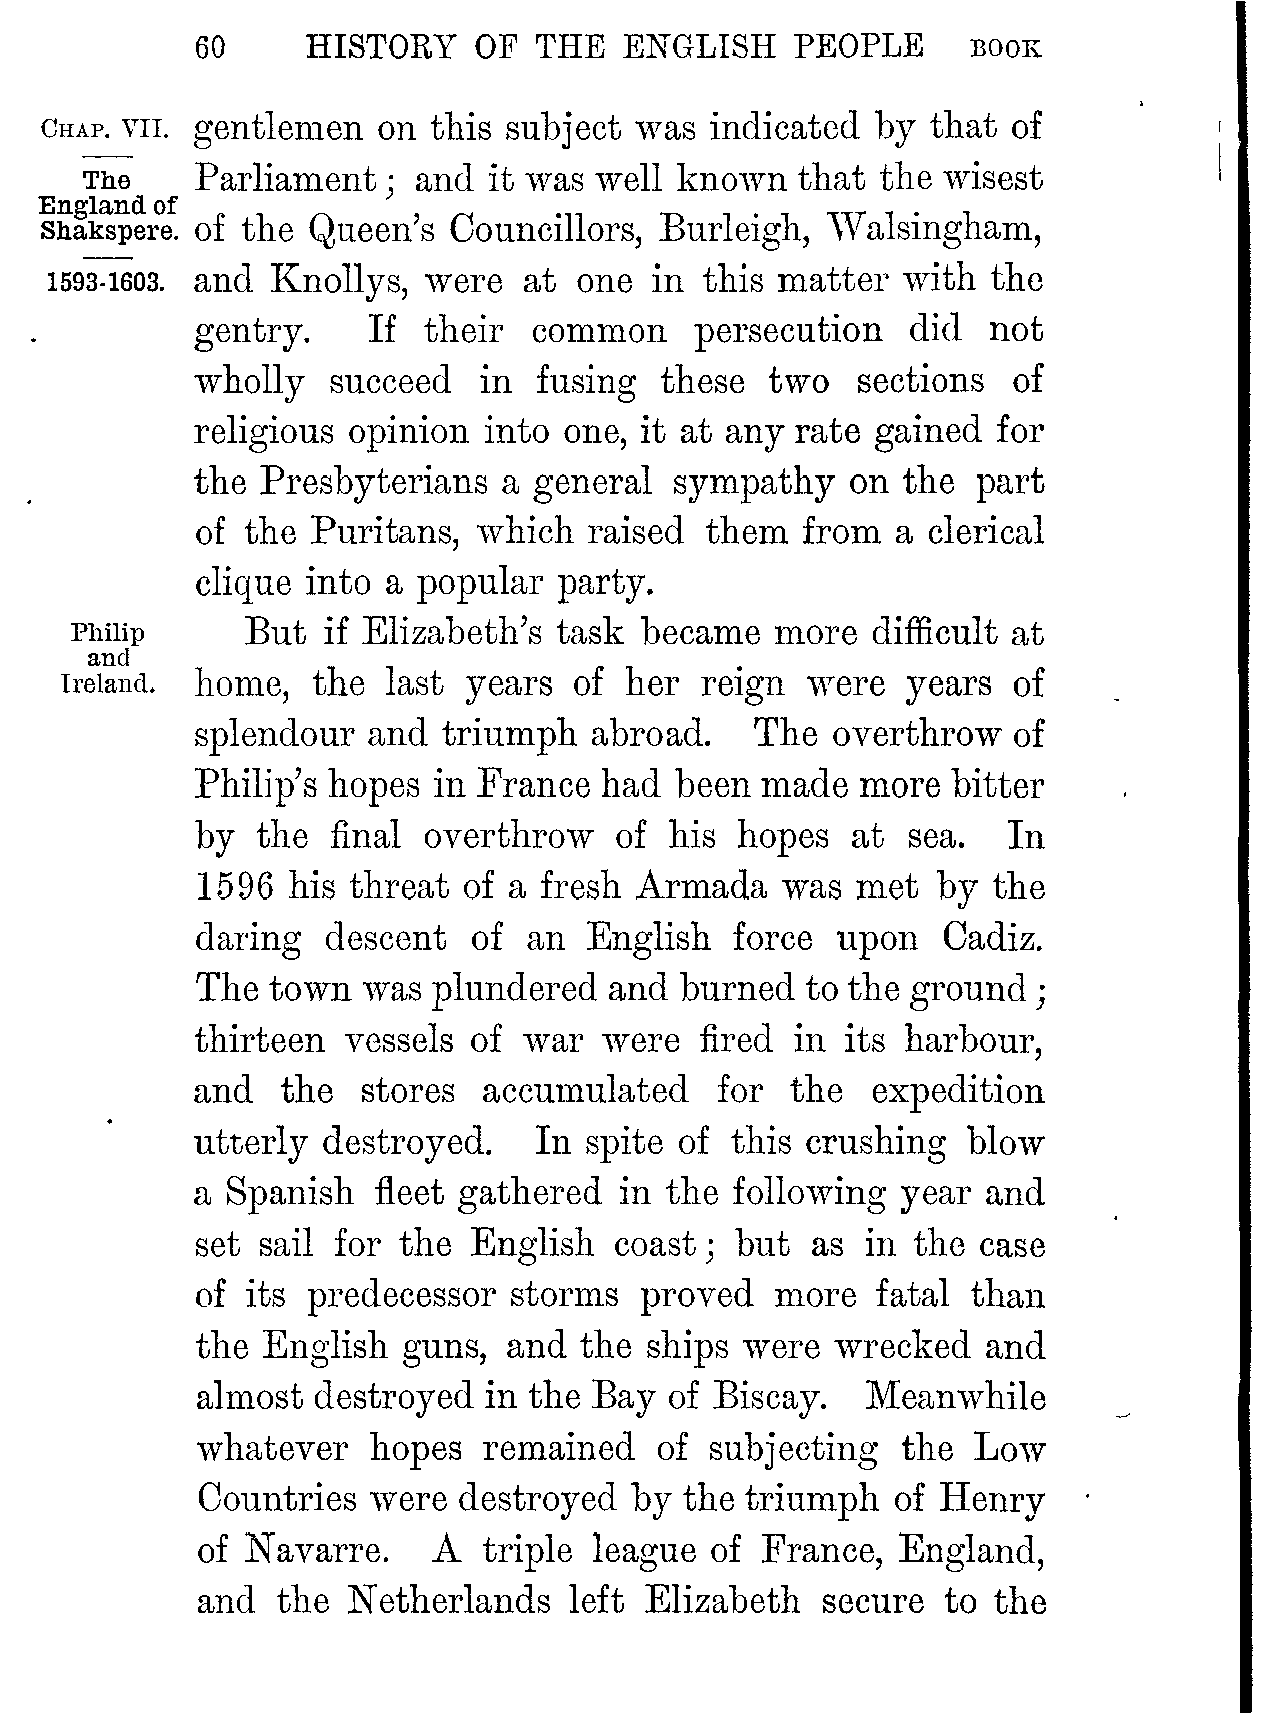 60 HISTORY OF THE ENGLISH PEOPLE BOOK
CHAP. VII.
The
England of
Shakspere.
1593-1603.
gentlemen on this subject was indicated by that of
Parliament ; and it was well known that the wisest
of the Queen's Councillors, Burleigh, Walsingham,
and Knollys, were at one in this matter with the
gentry. If their common persecution did not
wholly succeed in fusing these two sections of
religious opinion into one, it at any rate gained for
the Presbyterians a general sympathy on the part
of the Puritans, which raised them from a clerical
clique into a popular party.
Philip
and
Ireland.
But if Elizabeth's task became more difficult at
home, the last years of her reign were years of
splendour and triumph abroad. The overthrow of
Philip's hopes in France had been made more bitter
by the final overthrow of his hopes at sea. In
1596 his threat of a fresh Armada was met by the
daring descent of an English force upon Cadiz.
The town was plundered and burned to the ground ;
thirteen vessels of war were fired in its harbour,
and the stores accumulated for the expedition
utterly destroyed. In spite of this crushing blow
a Spanish fleet gathered in the following year and
set sail for the English coast ; but as in the case
of its predecessor storms proved more fatal than
the English guns, and the ships were wrecked and
almost destroyed in the Bay of Biscay. Meanwhile
whatever hopes remained of subjecting the Low
Countries were destroyed by the triumph of Henry
of Navarre. A triple league of France, England,
and the Netherlands left Elizabeth secure to the